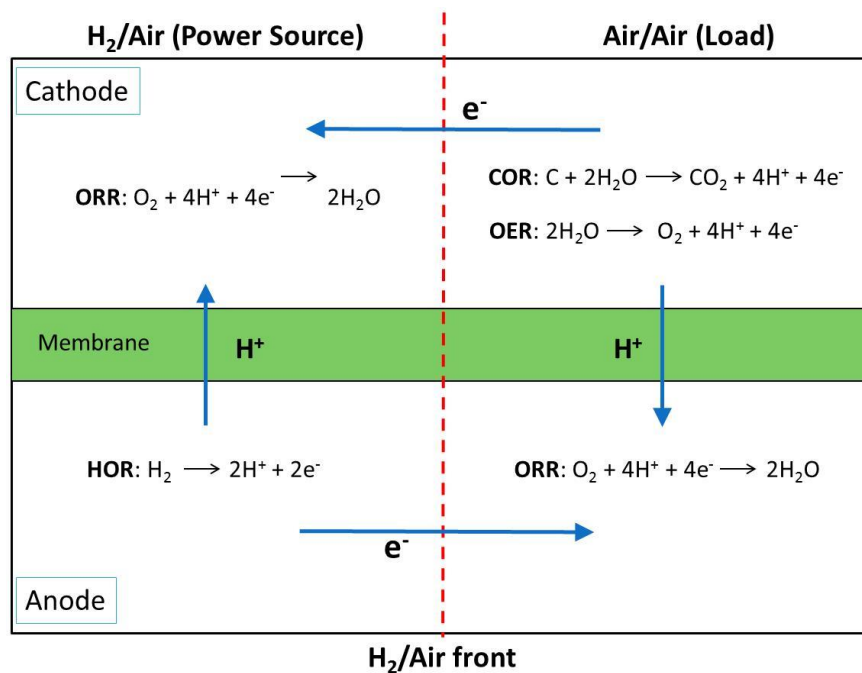 H₂/Air (Power Source)
Air/Air (Load)
Cathode
e⁻
ORR: O₂ + 4H⁺ + 4e⁻ ⟶ 2H₂O
COR: C + 2H₂O ⟶ CO₂ + 4H⁺ + 4e⁻
OER: 2H₂O ⟶ O₂ + 4H⁺ + 4e⁻
Membrane
H⁺
H⁺
HOR: H₂ ⟶ 2H⁺ + 2e⁻
ORR: O₂ + 4H⁺ + 4e⁻ ⟶ 2H₂O
e⁻
Anode
H₂/Air front